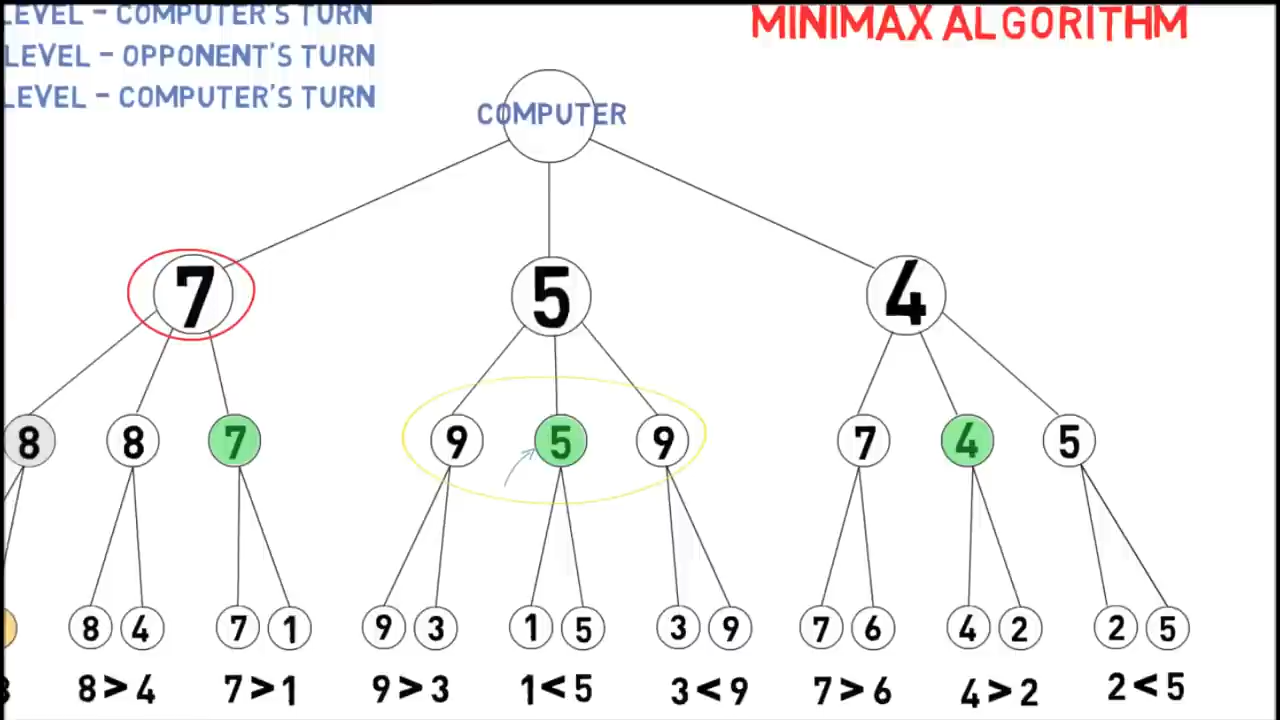 LEVEL – COMPUTER'S TURN
MINIMAX ALGORITHM
LEVEL – OPPONENT'S TURN
LEVEL – COMPUTER'S TURN
COMPUTER
7 5 4
8 8 7 9 5 9 7 4 5
8 4 7 1 9 3 1 5 3 9 7 6 4 2 2 5
8>4 7>1 9>3 1<5 3<9 7>6 4>2 2<5